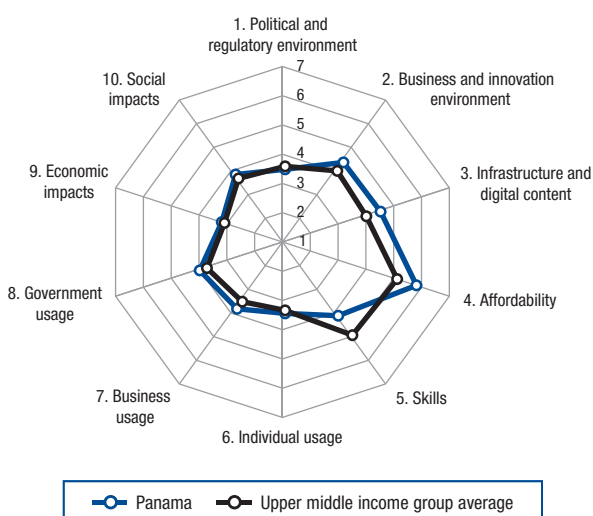 1. Political and
regulatory environment
7
6
5
4
3
2
1
2. Business and innovation
environment
3. Infrastructure and
digital content
4. Affordability
5. Skills
6. Individual usage
7. Business
usage
8. Government
usage
9. Economic
impacts
10. Social
impacts
Panama
Upper middle income group average